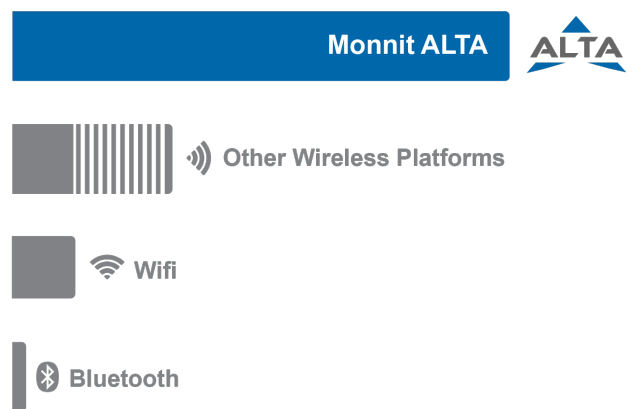 Monnit ALTA
ALTA
Other Wireless Platforms
Wifi
Bluetooth